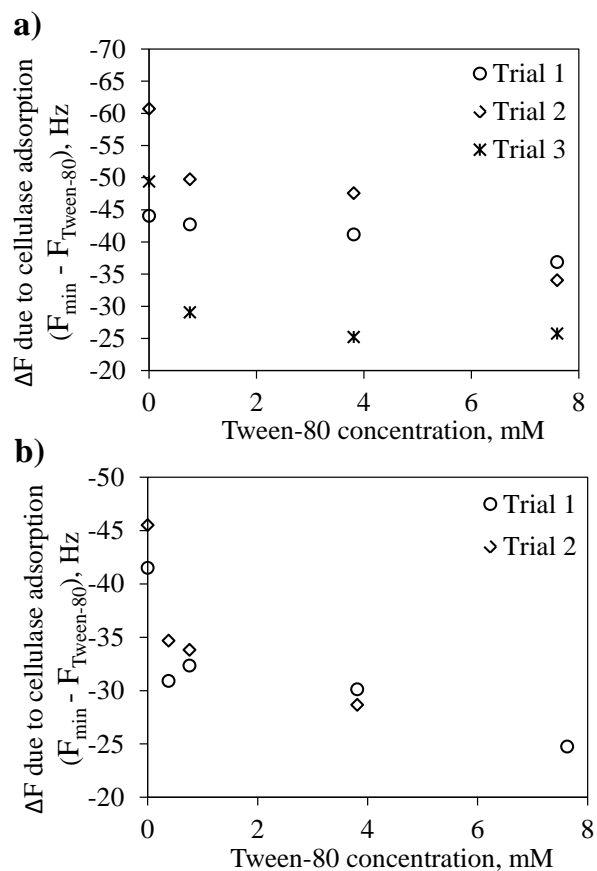 a)
-70
-65
-60
-55
-50
-45
-40
-35
-30
-25
-20
ΔF due to cellulase adsorption
(Fmin - FTween-80), Hz
Trial 1
Trial 2
Trial 3
0 2 4 6 8
Tween-80 concentration, mM
b)
-50
-45
-40
-35
-30
-25
-20
ΔF due to cellulase adsorption
(Fmin - FTween-80), Hz
Trial 1
Trial 2
0 2 4 6 8
Tween-80 concentration, mM